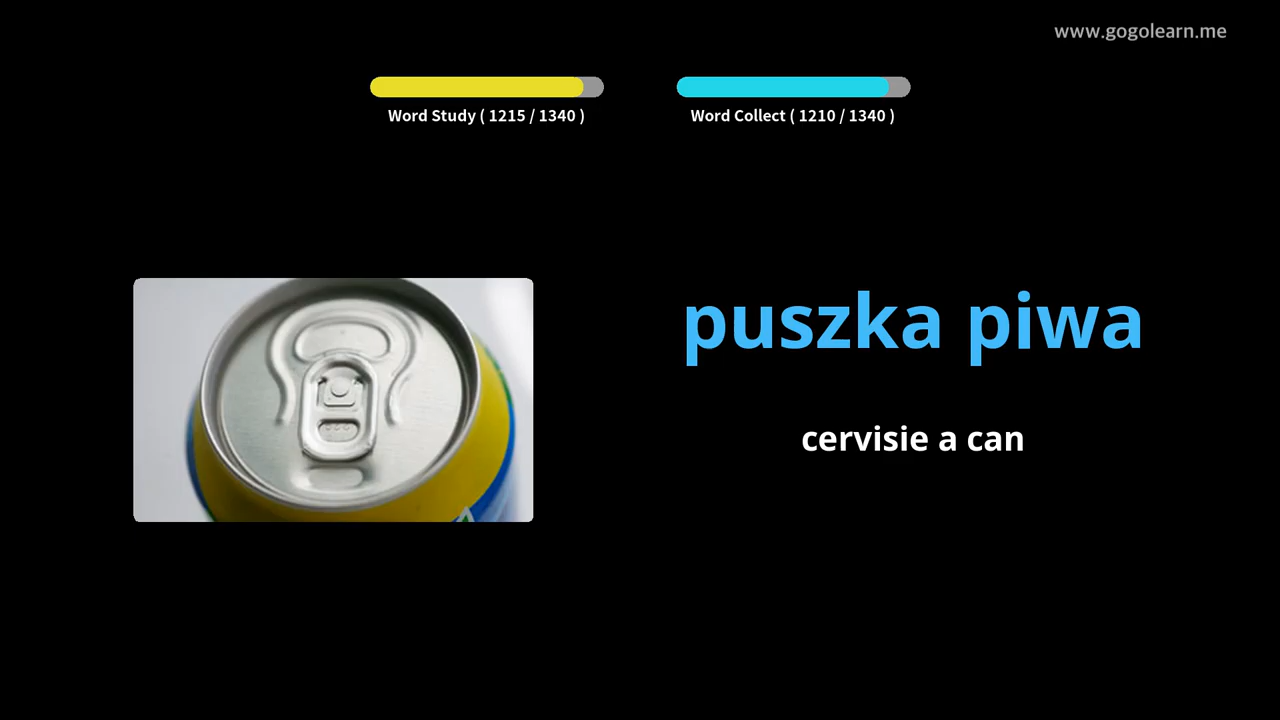 www.gogolearn.me
Word Study ( 1215 / 1340 )
Word Collect ( 1210 / 1340 )
puszka piwa
cervisie a can